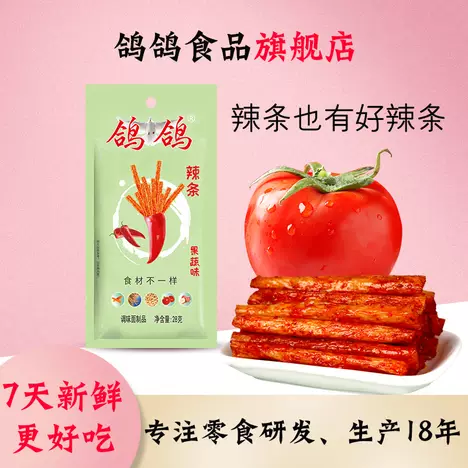 鸽鸽食品旗舰店
辣条也有好辣条
鸽鸽®
辣条
果蔬味
食材不一样
调味面制品 净含量:28克
7天新鲜
更好吃
专注零食研发、生产18年